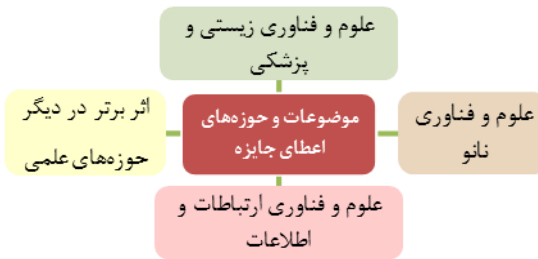 علوم و فناوری زیستی و
پزشکی
علوم و فناوری
نانو
موضوعات و حوزه‌های
اعطای جایزه
اثر برتر در دیگر
حوزه‌های علمی
علوم و فناوری ارتباطات و
اطلاعات